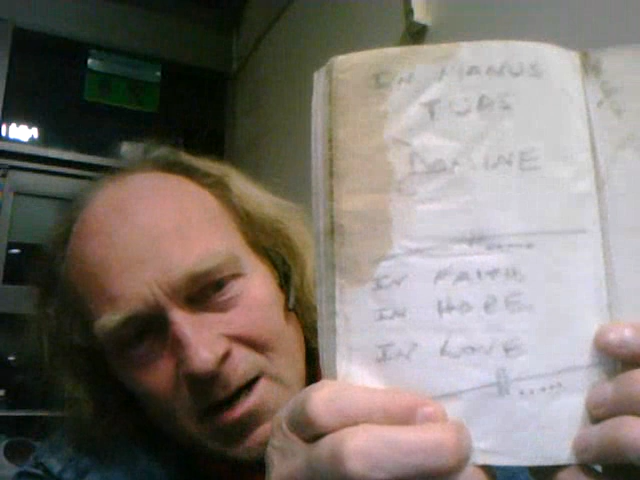 IN MANUS
TUAS
DOMINE
IN FAITH
IN HOPE
IN LOVE